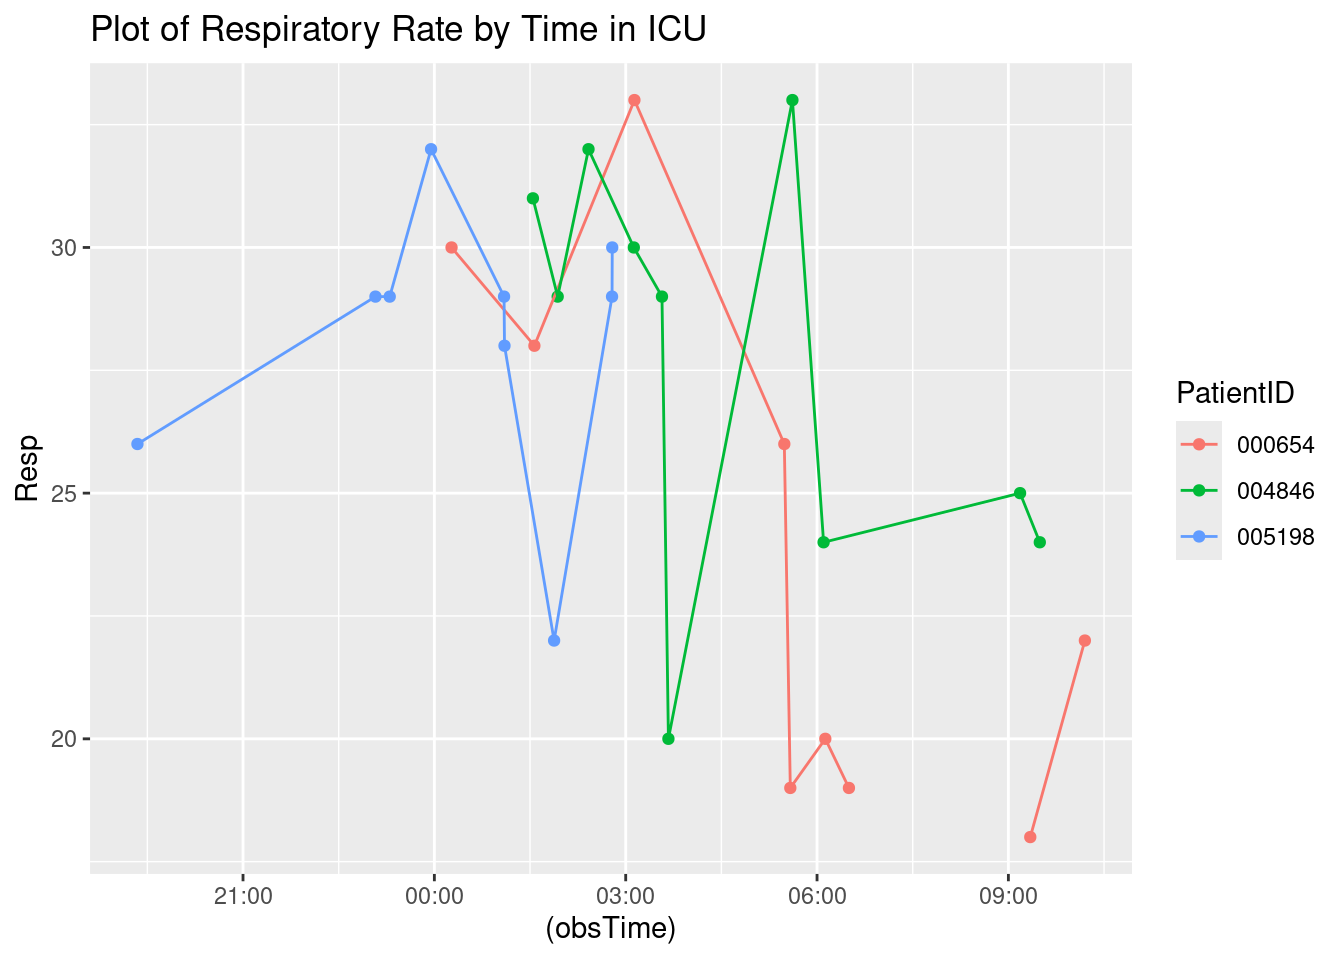 Plot of Respiratory Rate by Time in ICU
Resp
30
25
20
21:00 00:00 03:00 06:00 09:00
(obsTime)
PatientID
000654
004846
005198